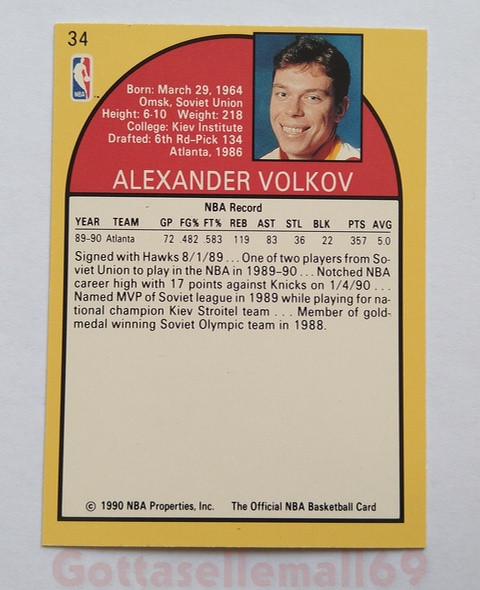 34
NBA
Born: March 29, 1964
Omsk, Soviet Union
Height: 6-10 Weight: 218
College: Kiev Institute
Drafted: 6th Rd-Pick 134
Atlanta, 1986
ALEXANDER VOLKOV
NBA Record
YEAR TEAM GP FG% FT% REB AST STL BLK PTS AVG
89-90 Atlanta 72 .482 .583 119 83 36 22 357 5.0
Signed with Hawks 8/1/89 . . . One of two players from So-
viet Union to play in the NBA in 1989-90 . . . Notched NBA
career high with 17 points against Knicks on 1/4/90 . . .
Named MVP of Soviet league in 1989 while playing for na-
tional champion Kiev Stroitel team . . . Member of gold-
medal winning Soviet Olympic team in 1988.
© 1990 NBA Properties, Inc. The Official NBA Basketball Card
Gottasellemall69